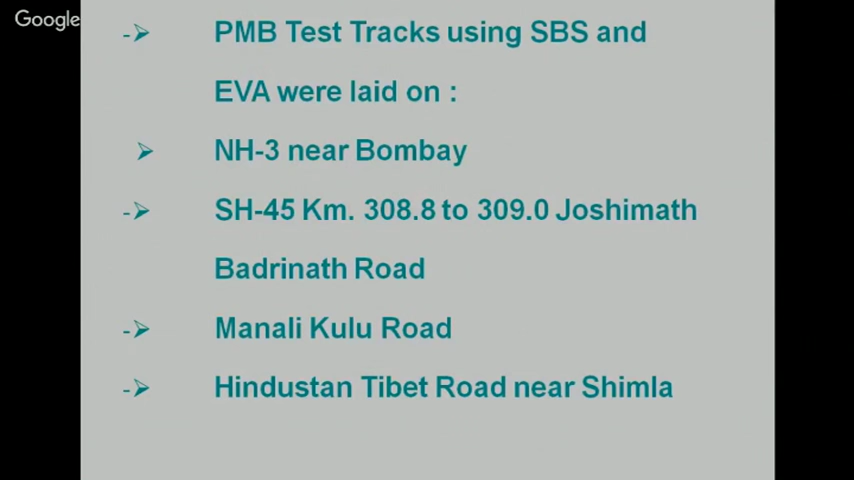 Google
-➢ PMB Test Tracks using SBS and
EVA were laid on :
➢ NH-3 near Bombay
-➢ SH-45 Km. 308.8 to 309.0 Joshimath
Badrinath Road
-➢ Manali Kulu Road
-➢ Hindustan Tibet Road near Shimla